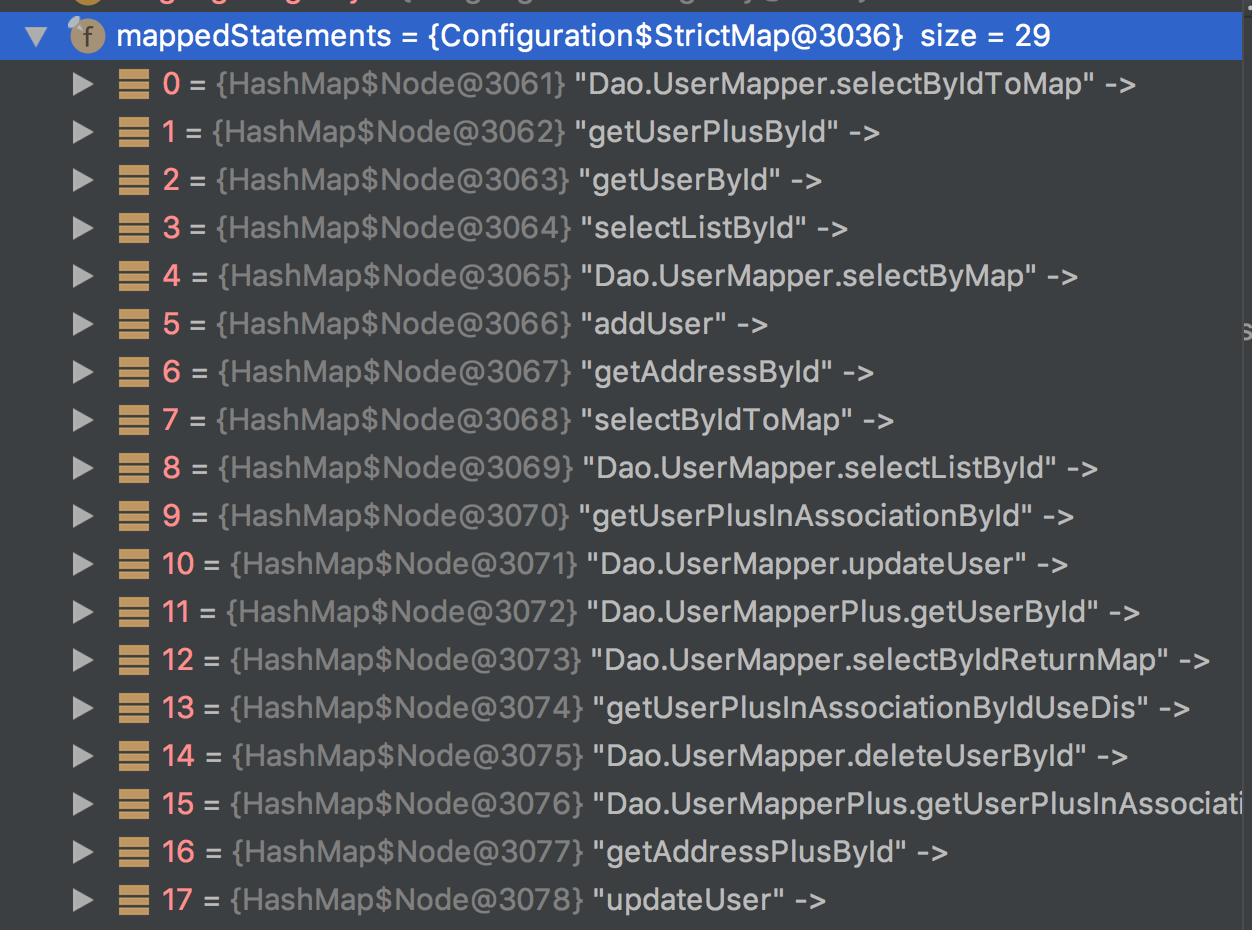 f mappedStatements = {Configuration$StrictMap@3036} size = 29
0 = {HashMap$Node@3061} "Dao.UserMapper.selectByIdToMap" ->
1 = {HashMap$Node@3062} "getUserPlusById" ->
2 = {HashMap$Node@3063} "getUserById" ->
3 = {HashMap$Node@3064} "selectListById" ->
4 = {HashMap$Node@3065} "Dao.UserMapper.selectByMap" ->
5 = {HashMap$Node@3066} "addUser" ->
6 = {HashMap$Node@3067} "getAddressById" ->
7 = {HashMap$Node@3068} "selectByIdToMap" ->
8 = {HashMap$Node@3069} "Dao.UserMapper.selectListById" ->
9 = {HashMap$Node@3070} "getUserPlusInAssociationById" ->
10 = {HashMap$Node@3071} "Dao.UserMapper.updateUser" ->
11 = {HashMap$Node@3072} "Dao.UserMapperPlus.getUserById" ->
12 = {HashMap$Node@3073} "Dao.UserMapper.selectByIdReturnMap" ->
13 = {HashMap$Node@3074} "getUserPlusInAssociationByIdUseDis" ->
14 = {HashMap$Node@3075} "Dao.UserMapper.deleteUserById" ->
15 = {HashMap$Node@3076} "Dao.UserMapperPlus.getUserPlusInAssociati
16 = {HashMap$Node@3077} "getAddressPlusById" ->
17 = {HashMap$Node@3078} "updateUser" ->